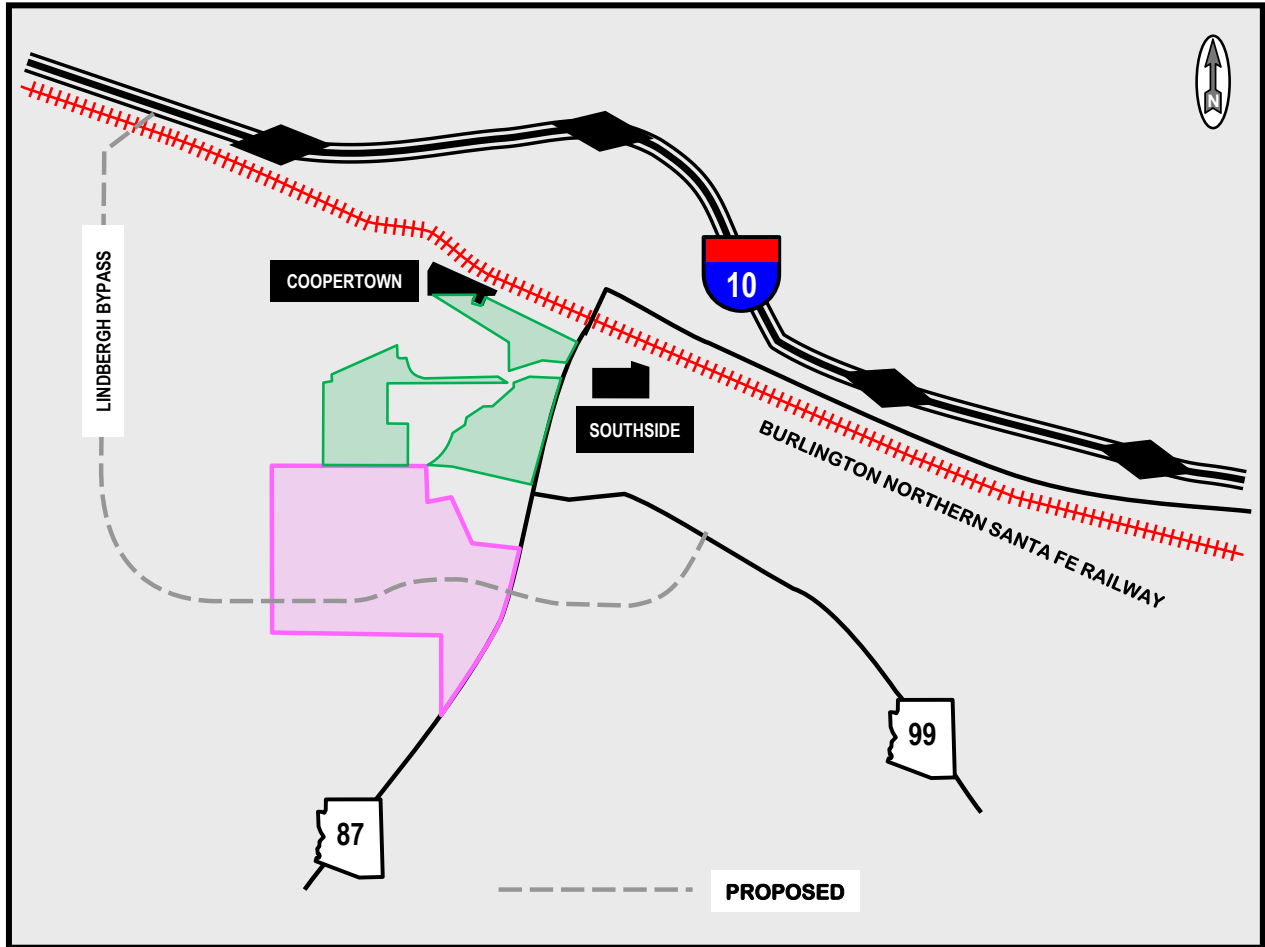 N
10
COOPERTOWN
LINDBERGH BYPASS
SOUTHSIDE
BURLINGTON NORTHERN SANTA FE RAILWAY
99
87
PROPOSED